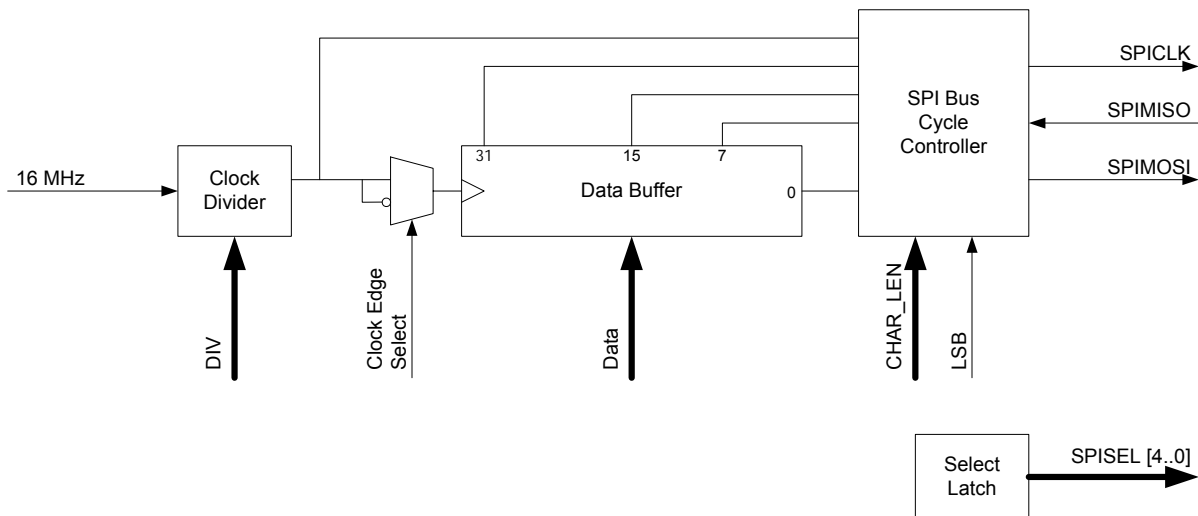 SPICLK
SPI Bus
Cycle
Controller
SPIMISO
31
15
7
16 MHz
Clock
Divider
Data Buffer
0
SPIMOSI
DIV
Clock Edge
Select
Data
CHAR_LEN
LSB
Select
Latch
SPISEL [4..0]